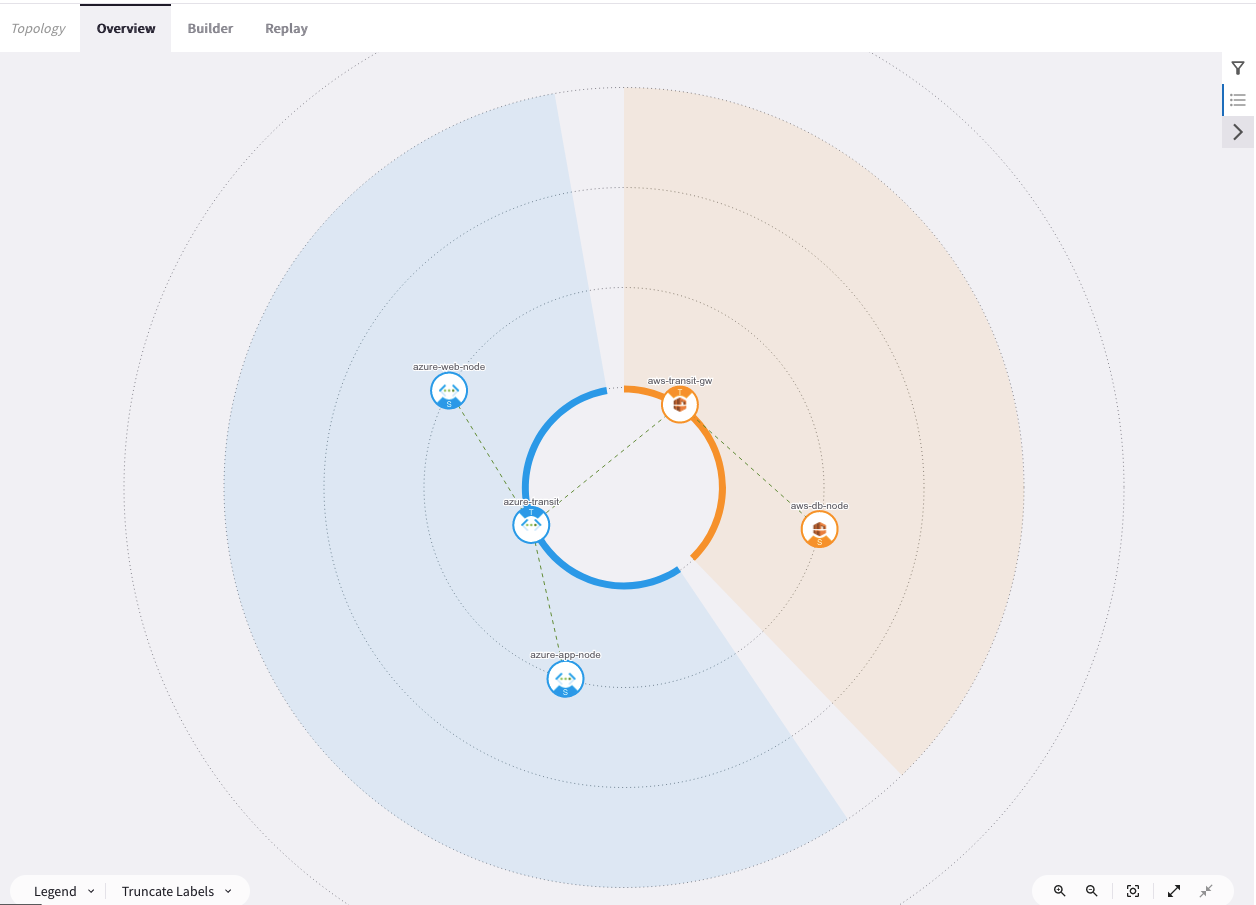 Topology
Overview
Builder
Replay
azure-web-node
S
aws-transit-gw
T
azure-transit
T
aws-db-node
S
azure-app-node
S
Legend
Truncate Labels